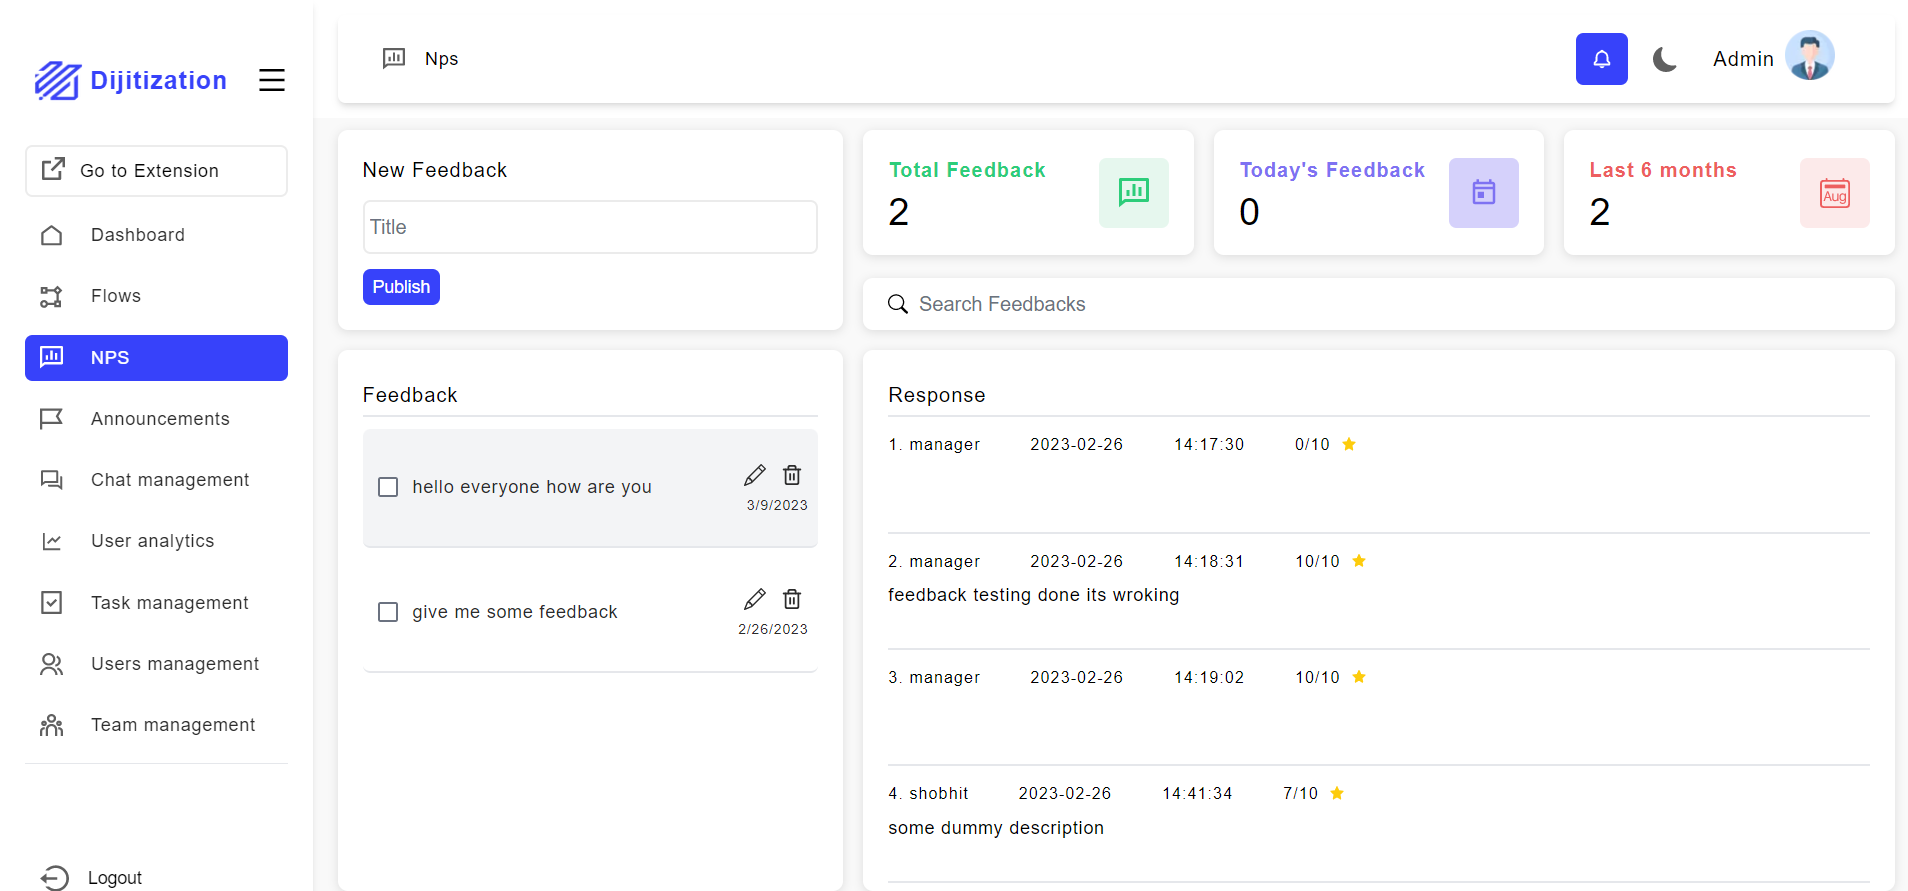 Dijitization
Go to Extension
Dashboard
Flows
NPS
Announcements
Chat management
User analytics
Task management
Users management
Team management
Logout
Nps
Admin
New Feedback
Title
Publish
Total Feedback
2
Today's Feedback
0
Last 6 months
2
Aug
Search Feedbacks
Feedback
hello everyone how are you
3/9/2023
give me some feedback
2/26/2023
Response
1. manager 2023-02-26 14:17:30 0/10
2. manager 2023-02-26 14:18:31 10/10
feedback testing done its wroking
3. manager 2023-02-26 14:19:02 10/10
4. shobhit 2023-02-26 14:41:34 7/10
some dummy description